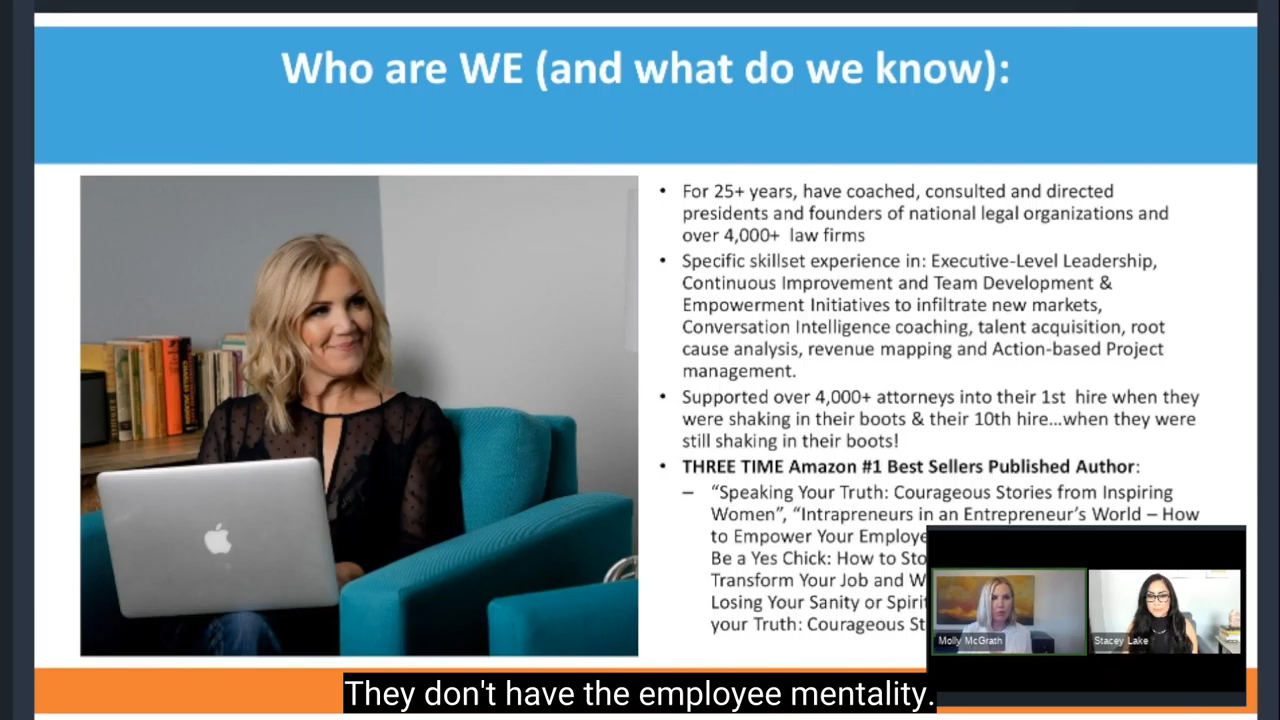 Who are WE (and what do we know):
• For 25+ years, have coached, consulted and directed
presidents and founders of national legal organizations and
over 4,000+ law firms
• Specific skillset experience in: Executive-Level Leadership,
Continuous Improvement and Team Development &
Empowerment Initiatives to infiltrate new markets,
Conversation Intelligence coaching, talent acquisition, root
cause analysis, revenue mapping and Action-based Project
management.
• Supported over 4,000+ attorneys into their 1st hire when they
were shaking in their boots & their 10th hire…when they were
still shaking in their boots!
• THREE TIME Amazon #1 Best Sellers Published Author:
– “Speaking Your Truth: Courageous Stories from Inspiring
Women”, “Intrapreneurs in an Entrepreneur’s World – How
to Empower Your Employe
Be a Yes Chick: How to Sto
Transform Your Job and W
Losing Your Sanity or Spiri
your Truth: Courageous St
Molly McGrath
Stacey Lake
They don't have the employee mentality.